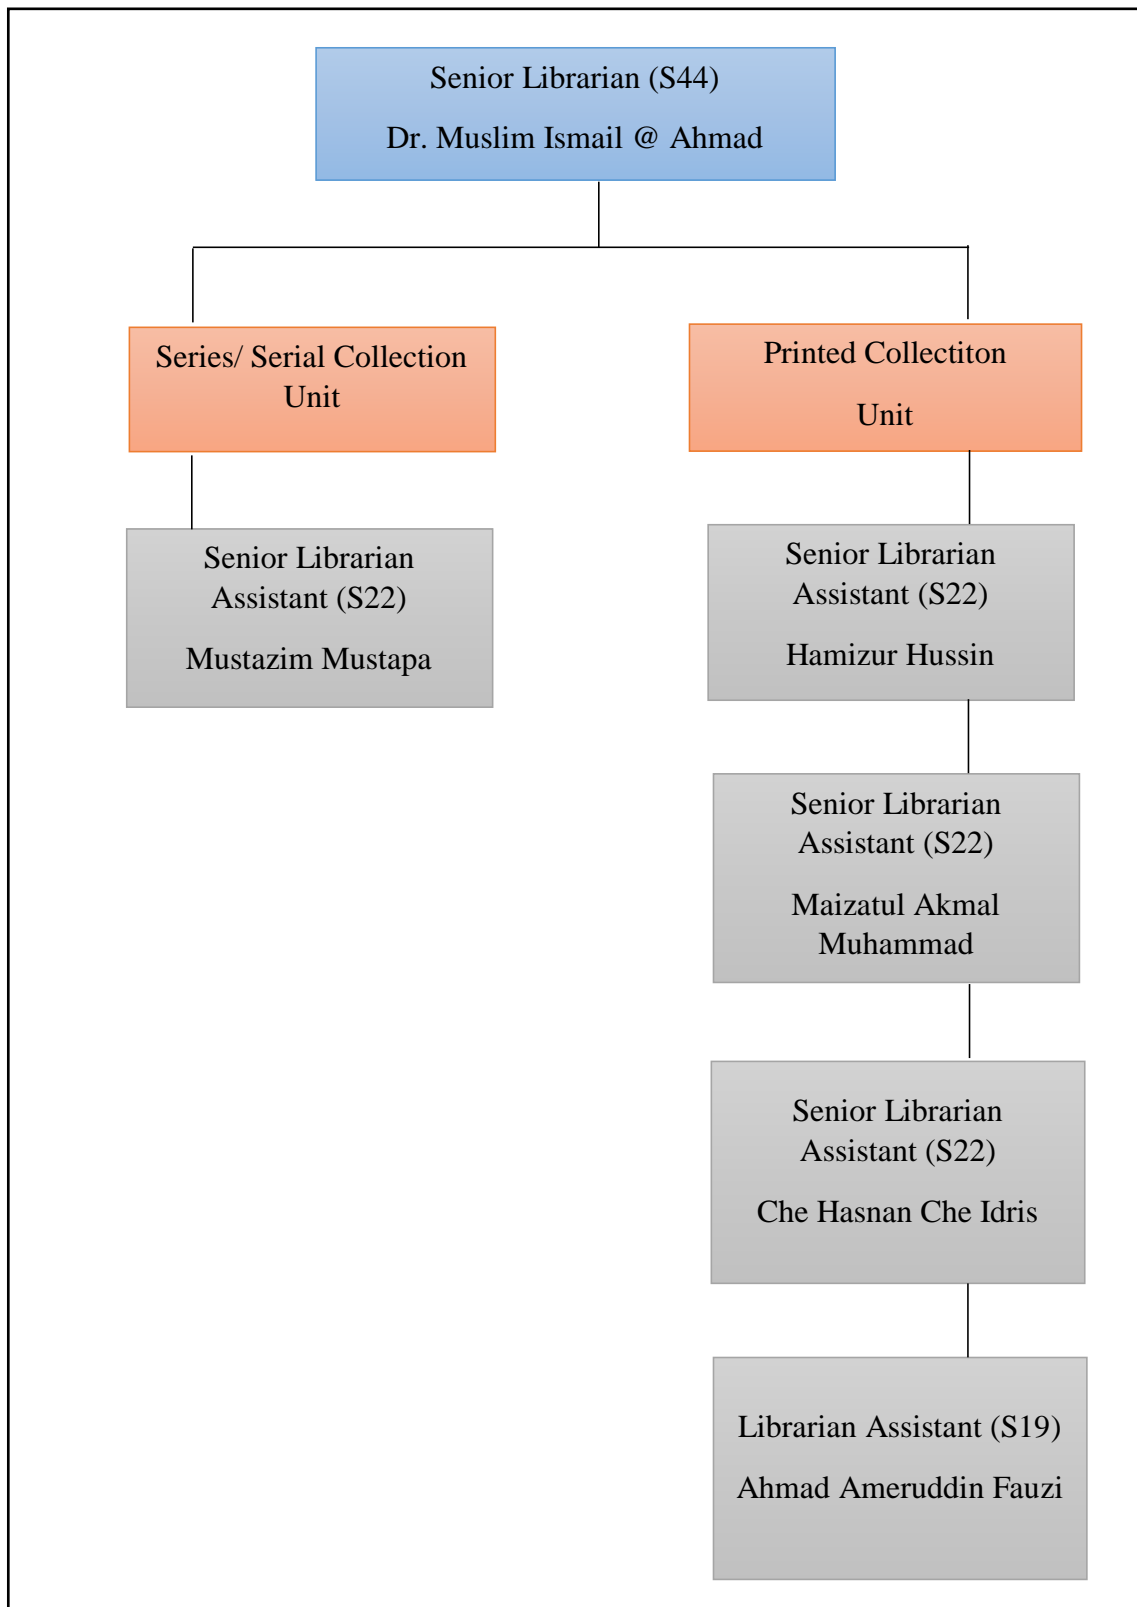 Senior Librarian (S44)
Dr. Muslim Ismail @ Ahmad
Series/ Serial Collection
Unit
Printed Collectiton
Unit
Senior Librarian
Assistant (S22)
Mustazim Mustapa
Senior Librarian
Assistant (S22)
Hamizur Hussin
Senior Librarian
Assistant (S22)
Maizatul Akmal
Muhammad
Senior Librarian
Assistant (S22)
Che Hasnan Che Idris
Librarian Assistant (S19)
Ahmad Ameruddin Fauzi